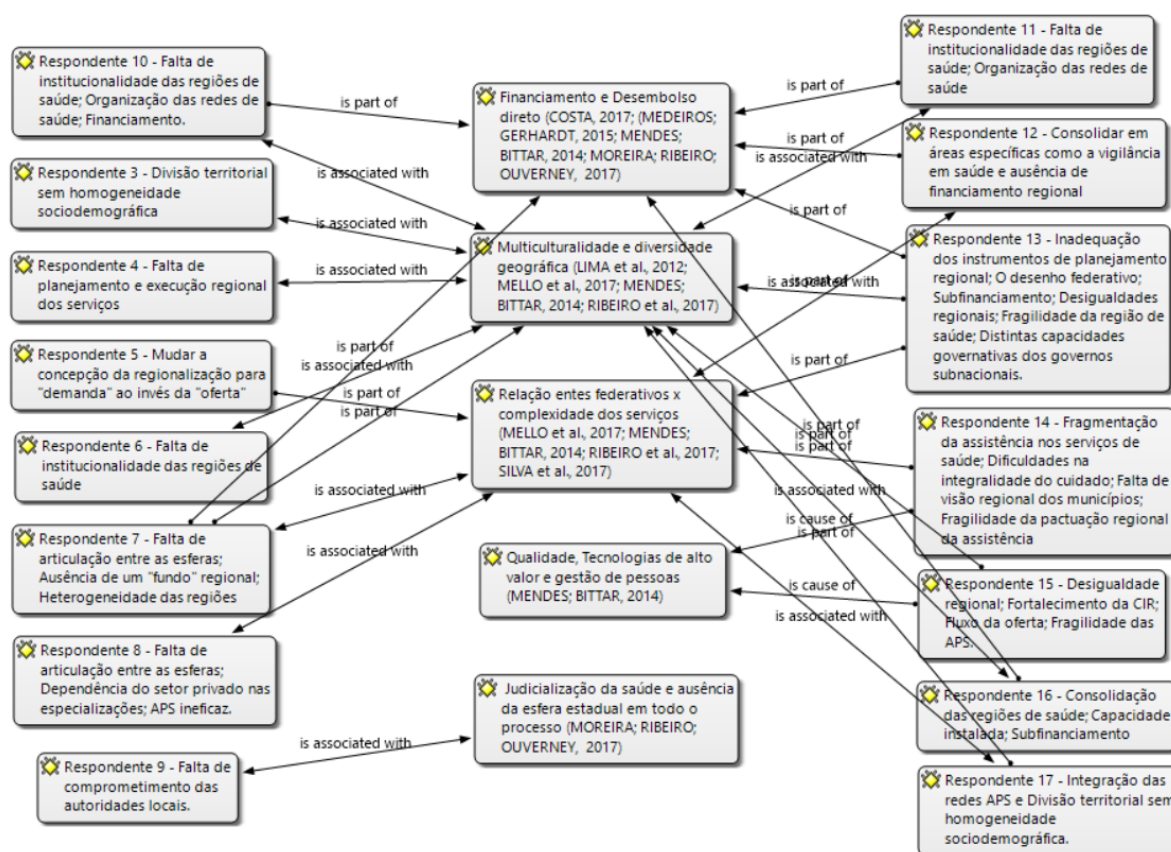 Respondente 10 - Falta de
institucionalidade das regiões de
saúde; Organização das redes de
saúde; Financiamento.
Respondente 3 - Divisão territorial
sem homogeneidade
sociodemográfica
Respondente 4 - Falta de
planejamento e execução regional
dos serviços
Respondente 5 - Mudar a
concepção da regionalização para
"demanda" ao invés da "oferta"
Respondente 6 - Falta de
institucionalidade das regiões de
saúde
Respondente 7 - Falta de
articulação entre as esferas;
Ausência de um "fundo" regional;
Heterogeneidade das regiões
Respondente 8 - Falta de
articulação entre as esferas;
Dependência do setor privado nas
especializações; APS ineficaz.
Respondente 9 - Falta de
comprometimento das
autoridades locais.
is part of
is associated with
is associated with
is associated with
is part of
is associated with
is part of
is part of
is associated with
is associated with
is associated with
Financiamento e Desembolso
direto (COSTA, 2017; (MEDEIROS;
GERHARDT, 2015; MENDES;
BITTAR, 2014; MOREIRA; RIBEIRO;
OUVERNEY, 2017)
Multiculturalidade e diversidade
geográfica (LIMA et al., 2012;
MELLO et al., 2017; MENDES;
BITTAR, 2014; RIBEIRO et al., 2017)
Relação entes federativos x
complexidade dos serviços
(MELLO et al., 2017; MENDES;
BITTAR, 2014; RIBEIRO et al., 2017;
SILVA et al., 2017)
Qualidade, Tecnologias de alto
valor e gestão de pessoas
(MENDES; BITTAR, 2014)
Judicialização da saúde e ausência
da esfera estadual em todo o
processo (MOREIRA; RIBEIRO;
OUVERNEY, 2017)
is part of
is part of
is associated with
is part of
is part of
is associated with
is part of
is part of
is part of
is associated with
is cause of
is part of
is cause of
is associated with
Respondente 11 - Falta de
institucionalidade das regiões de
saúde; Organização das redes de
saúde
Respondente 12 - Consolidar em
áreas específicas como a vigilância
em saúde e ausência de
financiamento regional
Respondente 13 - Inadequação
dos instrumentos de planejamento
regional; O desenho federativo;
Subfinanciamento; Desigualdades
regionais; Fragilidade da região de
saúde; Distintas capacidades
governativas dos governos
subnacionais.
Respondente 14 - Fragmentação
da assistência nos serviços de
saúde; Dificuldades na
integralidade do cuidado; Falta de
visão regional dos municípios;
Fragilidade da pactuação regional
da assistência
Respondente 15 - Desigualdade
regional; Fortalecimento da CIR;
Fluxo da oferta; Fragilidade das
APS.
Respondente 16 - Consolidação
das regiões de saúde; Capacidade
instalada; Subfinanciamento
Respondente 17 - Integração das
redes APS e Divisão territorial sem
homogeneidade
sociodemográfica.